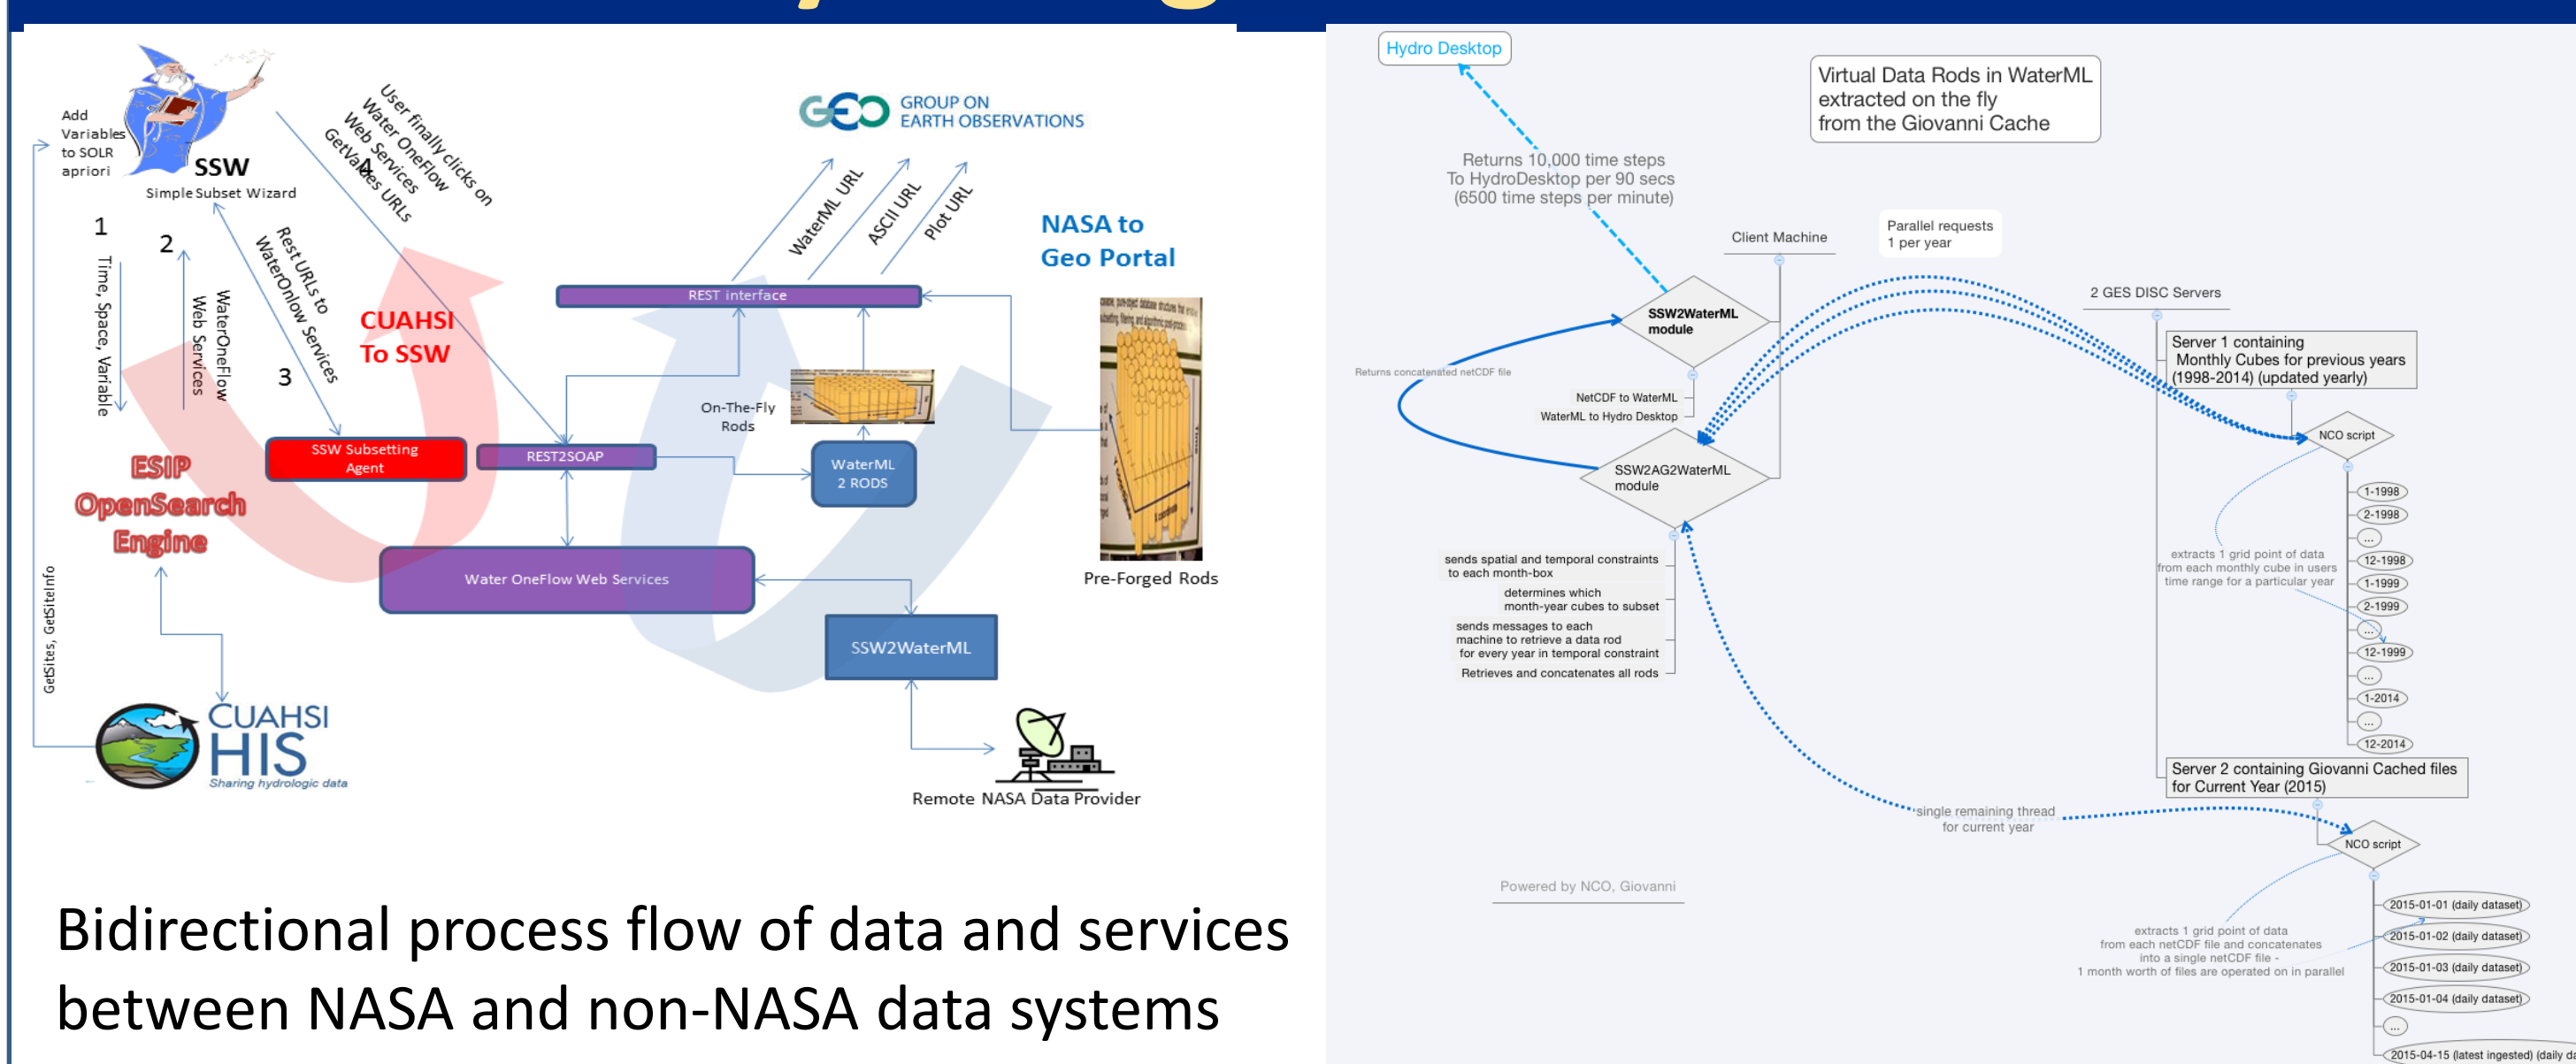 Add
Variables
to SOLR
apriori
SSW
Simple Subset Wizard
User finally clicks on
Water OneFlow
Web Services
GetValues URLs
4
1
Time, Space, Variable
2
WaterOneFlow
Web Services
Rest URLs to
WaterOnlow Services
3
CUAHSI
To SSW
GEO GROUP ON
EARTH OBSERVATIONS
WaterML URL
ASCII URL
Plot URL
NASA to
Geo Portal
REST interface
On-The-Fly
Rods
SSW Subsetting
Agent
REST2SOAP
WaterML
2 RODS
ESIP
OpenSearch
Engine
Water OneFlow Web Services
Pre-Forged Rods
SSW2WaterML
GetSites, GetSiteInfo
CUAHSI
HIS
Sharing hydrologic data
Remote NASA Data Provider
Bidirectional process flow of data and services
between NASA and non-NASA data systems
Hydro Desktop
Virtual Data Rods in WaterML
extracted on the fly
from the Giovanni Cache
Returns 10,000 time steps
To HydroDesktop per 90 secs
(6500 time steps per minute)
Parallel requests
1 per year
Client Machine
2 GES DISC Servers
SSW2WaterML
module
Returns concatenated netCDF file
NetCDF to WaterML
WaterML to Hydro Desktop
Server 1 containing
Monthly Cubes for previous years
(1998-2014) (updated yearly)
NCO script
SSW2AG2WaterML
module
1-1998
2-1998
...
12-1998
1-1999
2-1999
...
12-1999
...
1-2014
...
12-2014
extracts 1 grid point of data
from each monthly cube in users
time range for a particular year
sends spatial and temporal constraints
to each month-box
determines which
month-year cubes to subset
sends messages to each
machine to retrieve a data rod
for every year in temporal constraint
Retrieves and concatenates all rods
Server 2 containing Giovanni Cached files
for Current Year (2015)
single remaining thread
for current year
NCO script
Powered by NCO, Giovanni
2015-01-01 (daily dataset)
2015-01-02 (daily dataset)
2015-01-03 (daily dataset)
2015-01-04 (daily dataset)
...
2015-04-15 (latest ingested) (daily da
extracts 1 grid point of data
from each netCDF file and concatenates
into a single netCDF file -
1 month worth of files are operated on in parallel